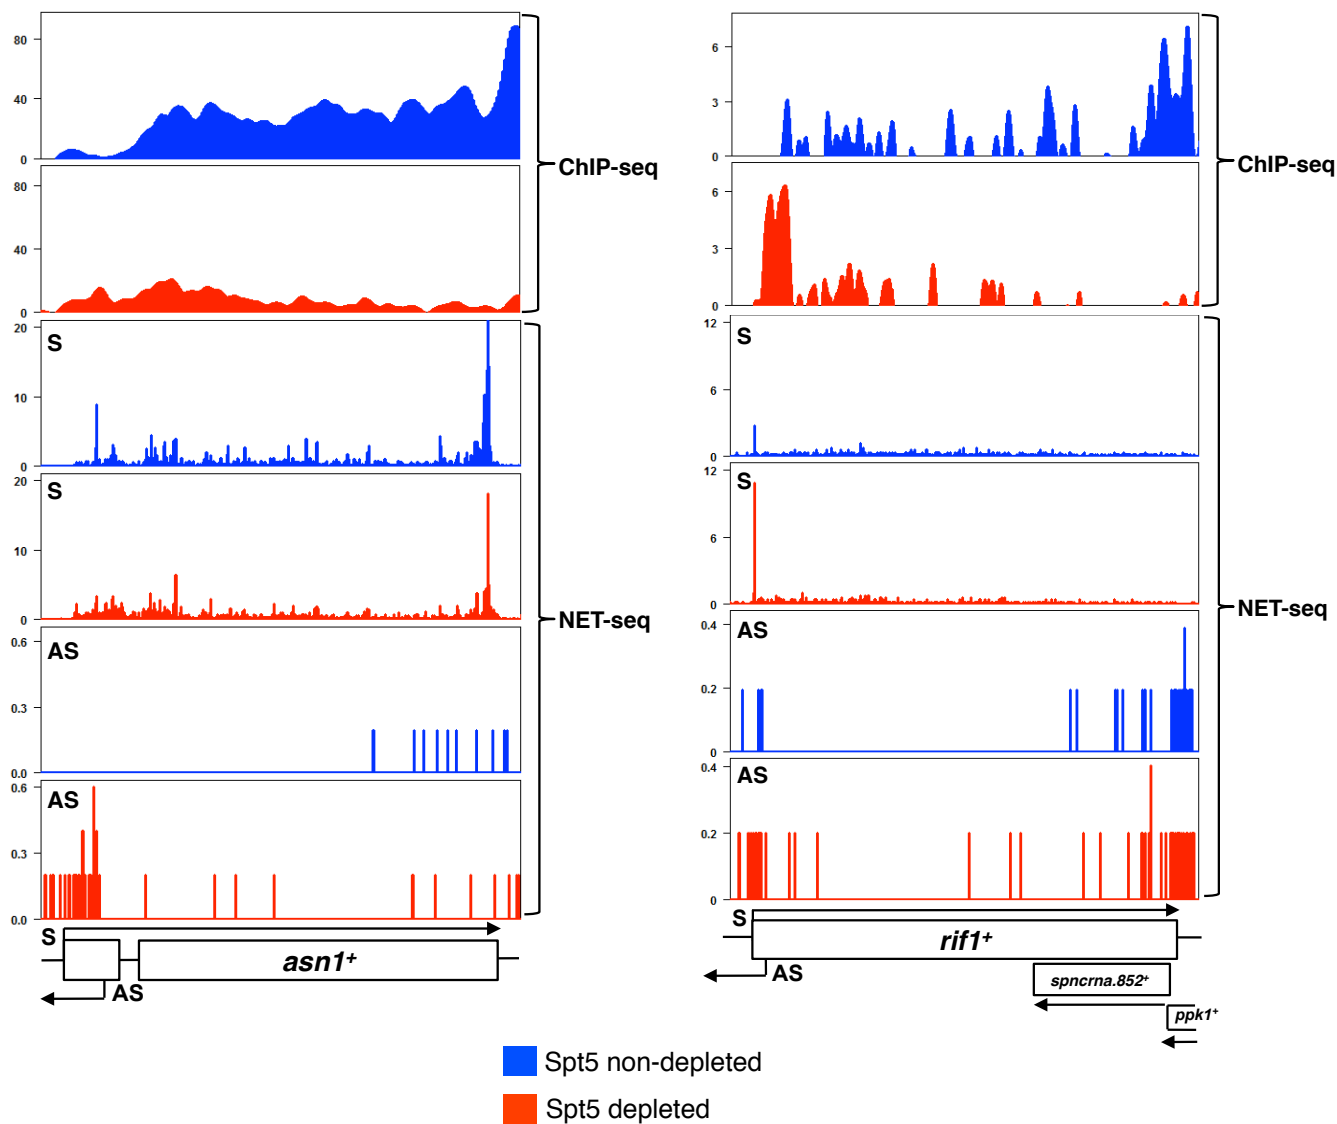 80
40
0
80
40
0
ChIP-seq
S
20
10
0
S
20
10
0
AS
0.6
0.3
0.0
AS
0.6
0.3
0.0
NET-seq
S
asn1+
AS
6
3
0
6
3
0
ChIP-seq
12
S
6
0
12
S
6
0
0.4
AS
0.2
0
0.4
AS
0.2
0
NET-seq
S
rif1+
AS
spncrna.852+
ppk1+
Spt5 non-depleted
Spt5 depleted